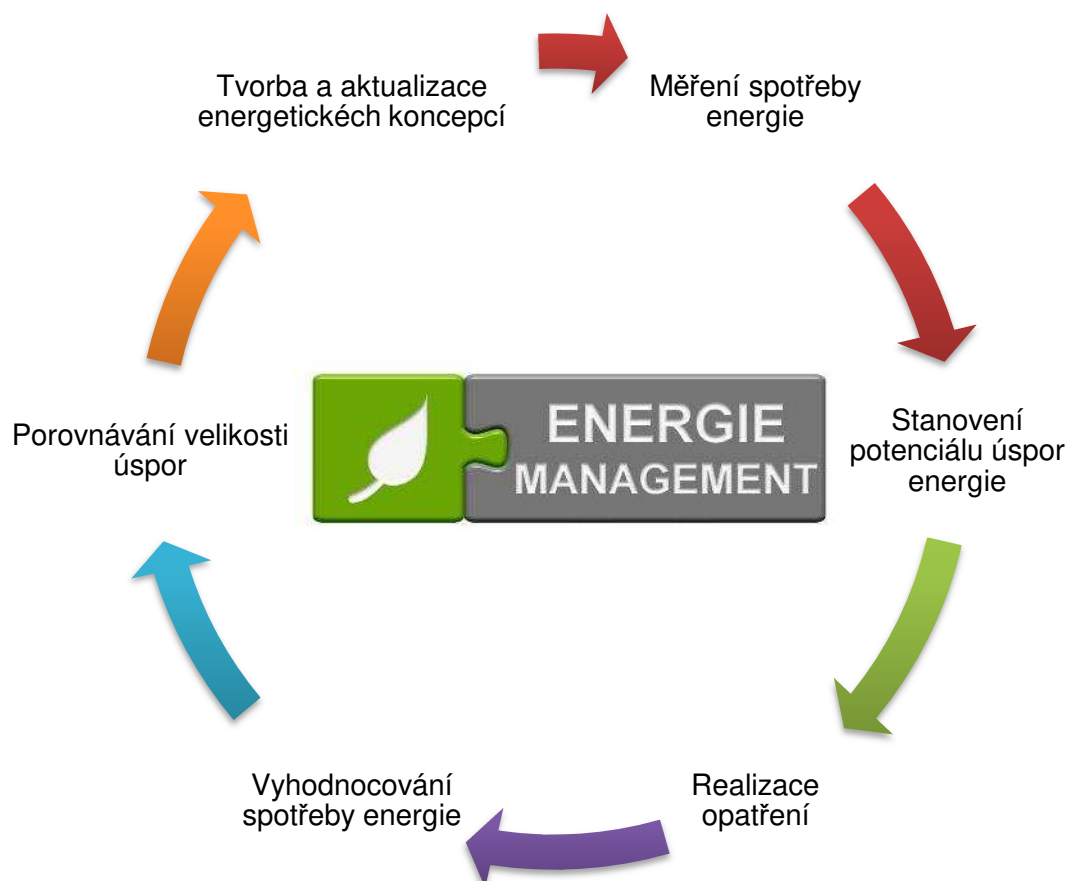 Tvorba a aktualizace
energetickéch koncepcí
Měření spotřeby
energie
Stanovení
potenciálu úspor
energie
Realizace
opatření
Vyhodnocování
spotřeby energie
Porovnávání velikosti
úspor
ENERGIE
MANAGEMENT